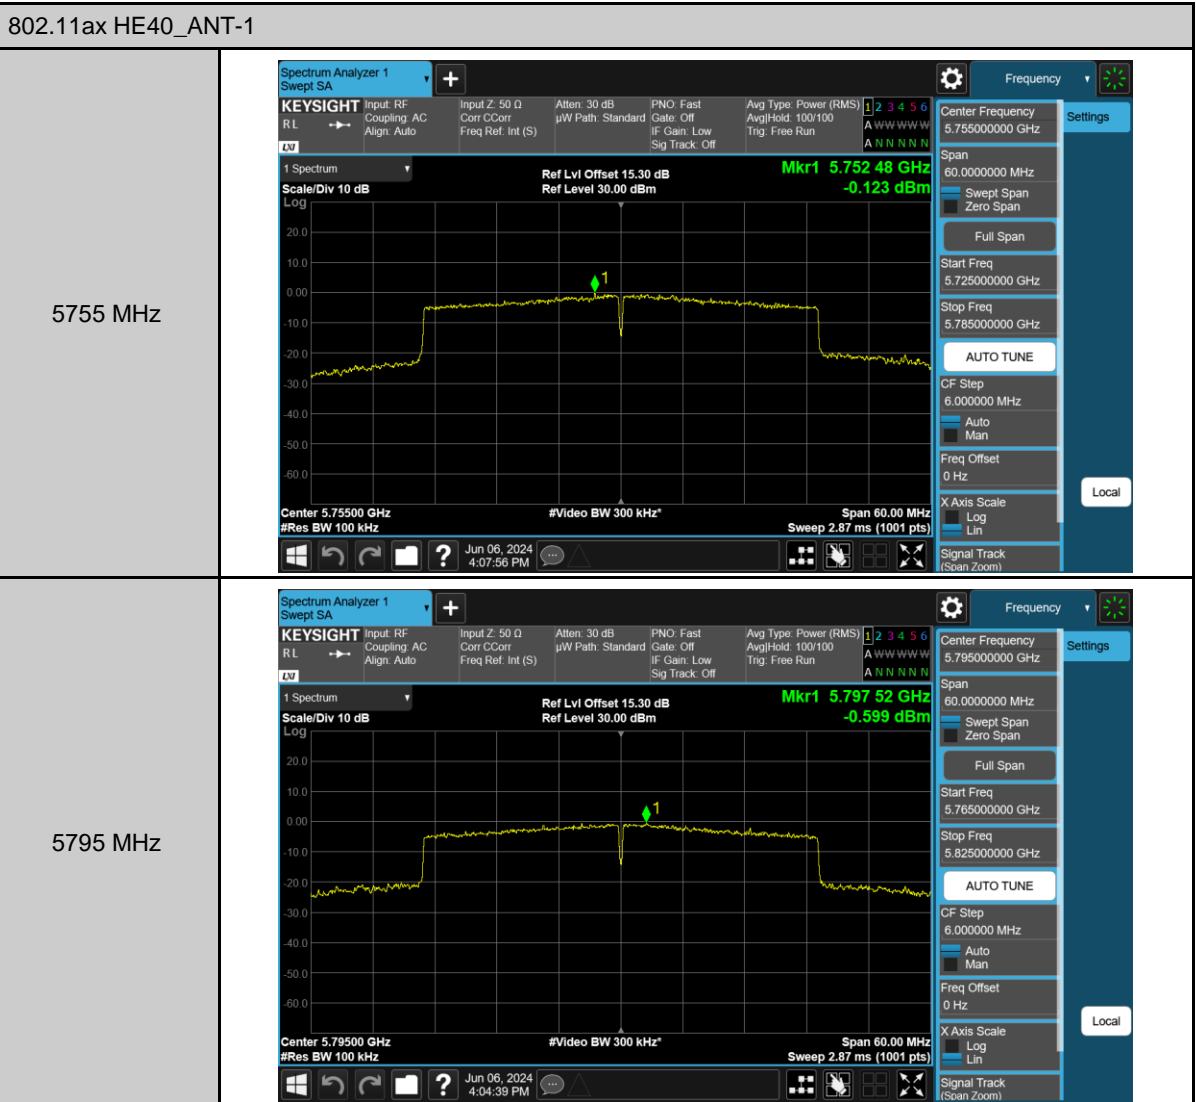 802.11ax HE40_ANT-1
5755 MHz
Spectrum Analyzer 1
Swept SA
Frequency
KEYSIGHT
R L
LXI
Input: RF
Coupling: AC
Align: Auto
Input Z: 50 Ω
Corr CCorr
Freq Ref: Int (S)
Atten: 30 dB
µW Path: Standard
PNO: Fast
Gate: Off
IF Gain: Low
Sig Track: Off
Avg Type: Power (RMS)
Avg|Hold: 100/100
Trig: Free Run
1 2 3 4 5 6
A W W W W W
A N N N N N
1 Spectrum
Scale/Div 10 dB
Log
Ref Lvl Offset 15.30 dB
Ref Level 30.00 dBm
Mkr1 5.752 48 GHz
-0.123 dBm
20.0
10.0
0.00
-10.0
-20.0
-30.0
-40.0
-50.0
-60.0
1
Center 5.75500 GHz
#Res BW 100 kHz
#Video BW 300 kHz*
Span 60.00 MHz
Sweep 2.87 ms (1001 pts)
Jun 06, 2024
4:07:56 PM
Center Frequency
5.755000000 GHz
Span
60.0000000 MHz
Swept Span
Zero Span
Full Span
Start Freq
5.725000000 GHz
Stop Freq
5.785000000 GHz
AUTO TUNE
CF Step
6.000000 MHz
Auto
Man
Freq Offset
0 Hz
X Axis Scale
Log
Lin
Signal Track
(Span Zoom)
Settings
Local
5795 MHz
Spectrum Analyzer 1
Swept SA
Frequency
KEYSIGHT
R L
LXI
Input: RF
Coupling: AC
Align: Auto
Input Z: 50 Ω
Corr CCorr
Freq Ref: Int (S)
Atten: 30 dB
µW Path: Standard
PNO: Fast
Gate: Off
IF Gain: Low
Sig Track: Off
Avg Type: Power (RMS)
Avg|Hold: 100/100
Trig: Free Run
1 2 3 4 5 6
A W W W W W
A N N N N N
1 Spectrum
Scale/Div 10 dB
Log
Ref Lvl Offset 15.30 dB
Ref Level 30.00 dBm
Mkr1 5.797 52 GHz
-0.599 dBm
20.0
10.0
0.00
-10.0
-20.0
-30.0
-40.0
-50.0
-60.0
1
Center 5.79500 GHz
#Res BW 100 kHz
#Video BW 300 kHz*
Span 60.00 MHz
Sweep 2.87 ms (1001 pts)
Jun 06, 2024
4:04:39 PM
Center Frequency
5.795000000 GHz
Span
60.0000000 MHz
Swept Span
Zero Span
Full Span
Start Freq
5.765000000 GHz
Stop Freq
5.825000000 GHz
AUTO TUNE
CF Step
6.000000 MHz
Auto
Man
Freq Offset
0 Hz
X Axis Scale
Log
Lin
Signal Track
(Span Zoom)
Settings
Local